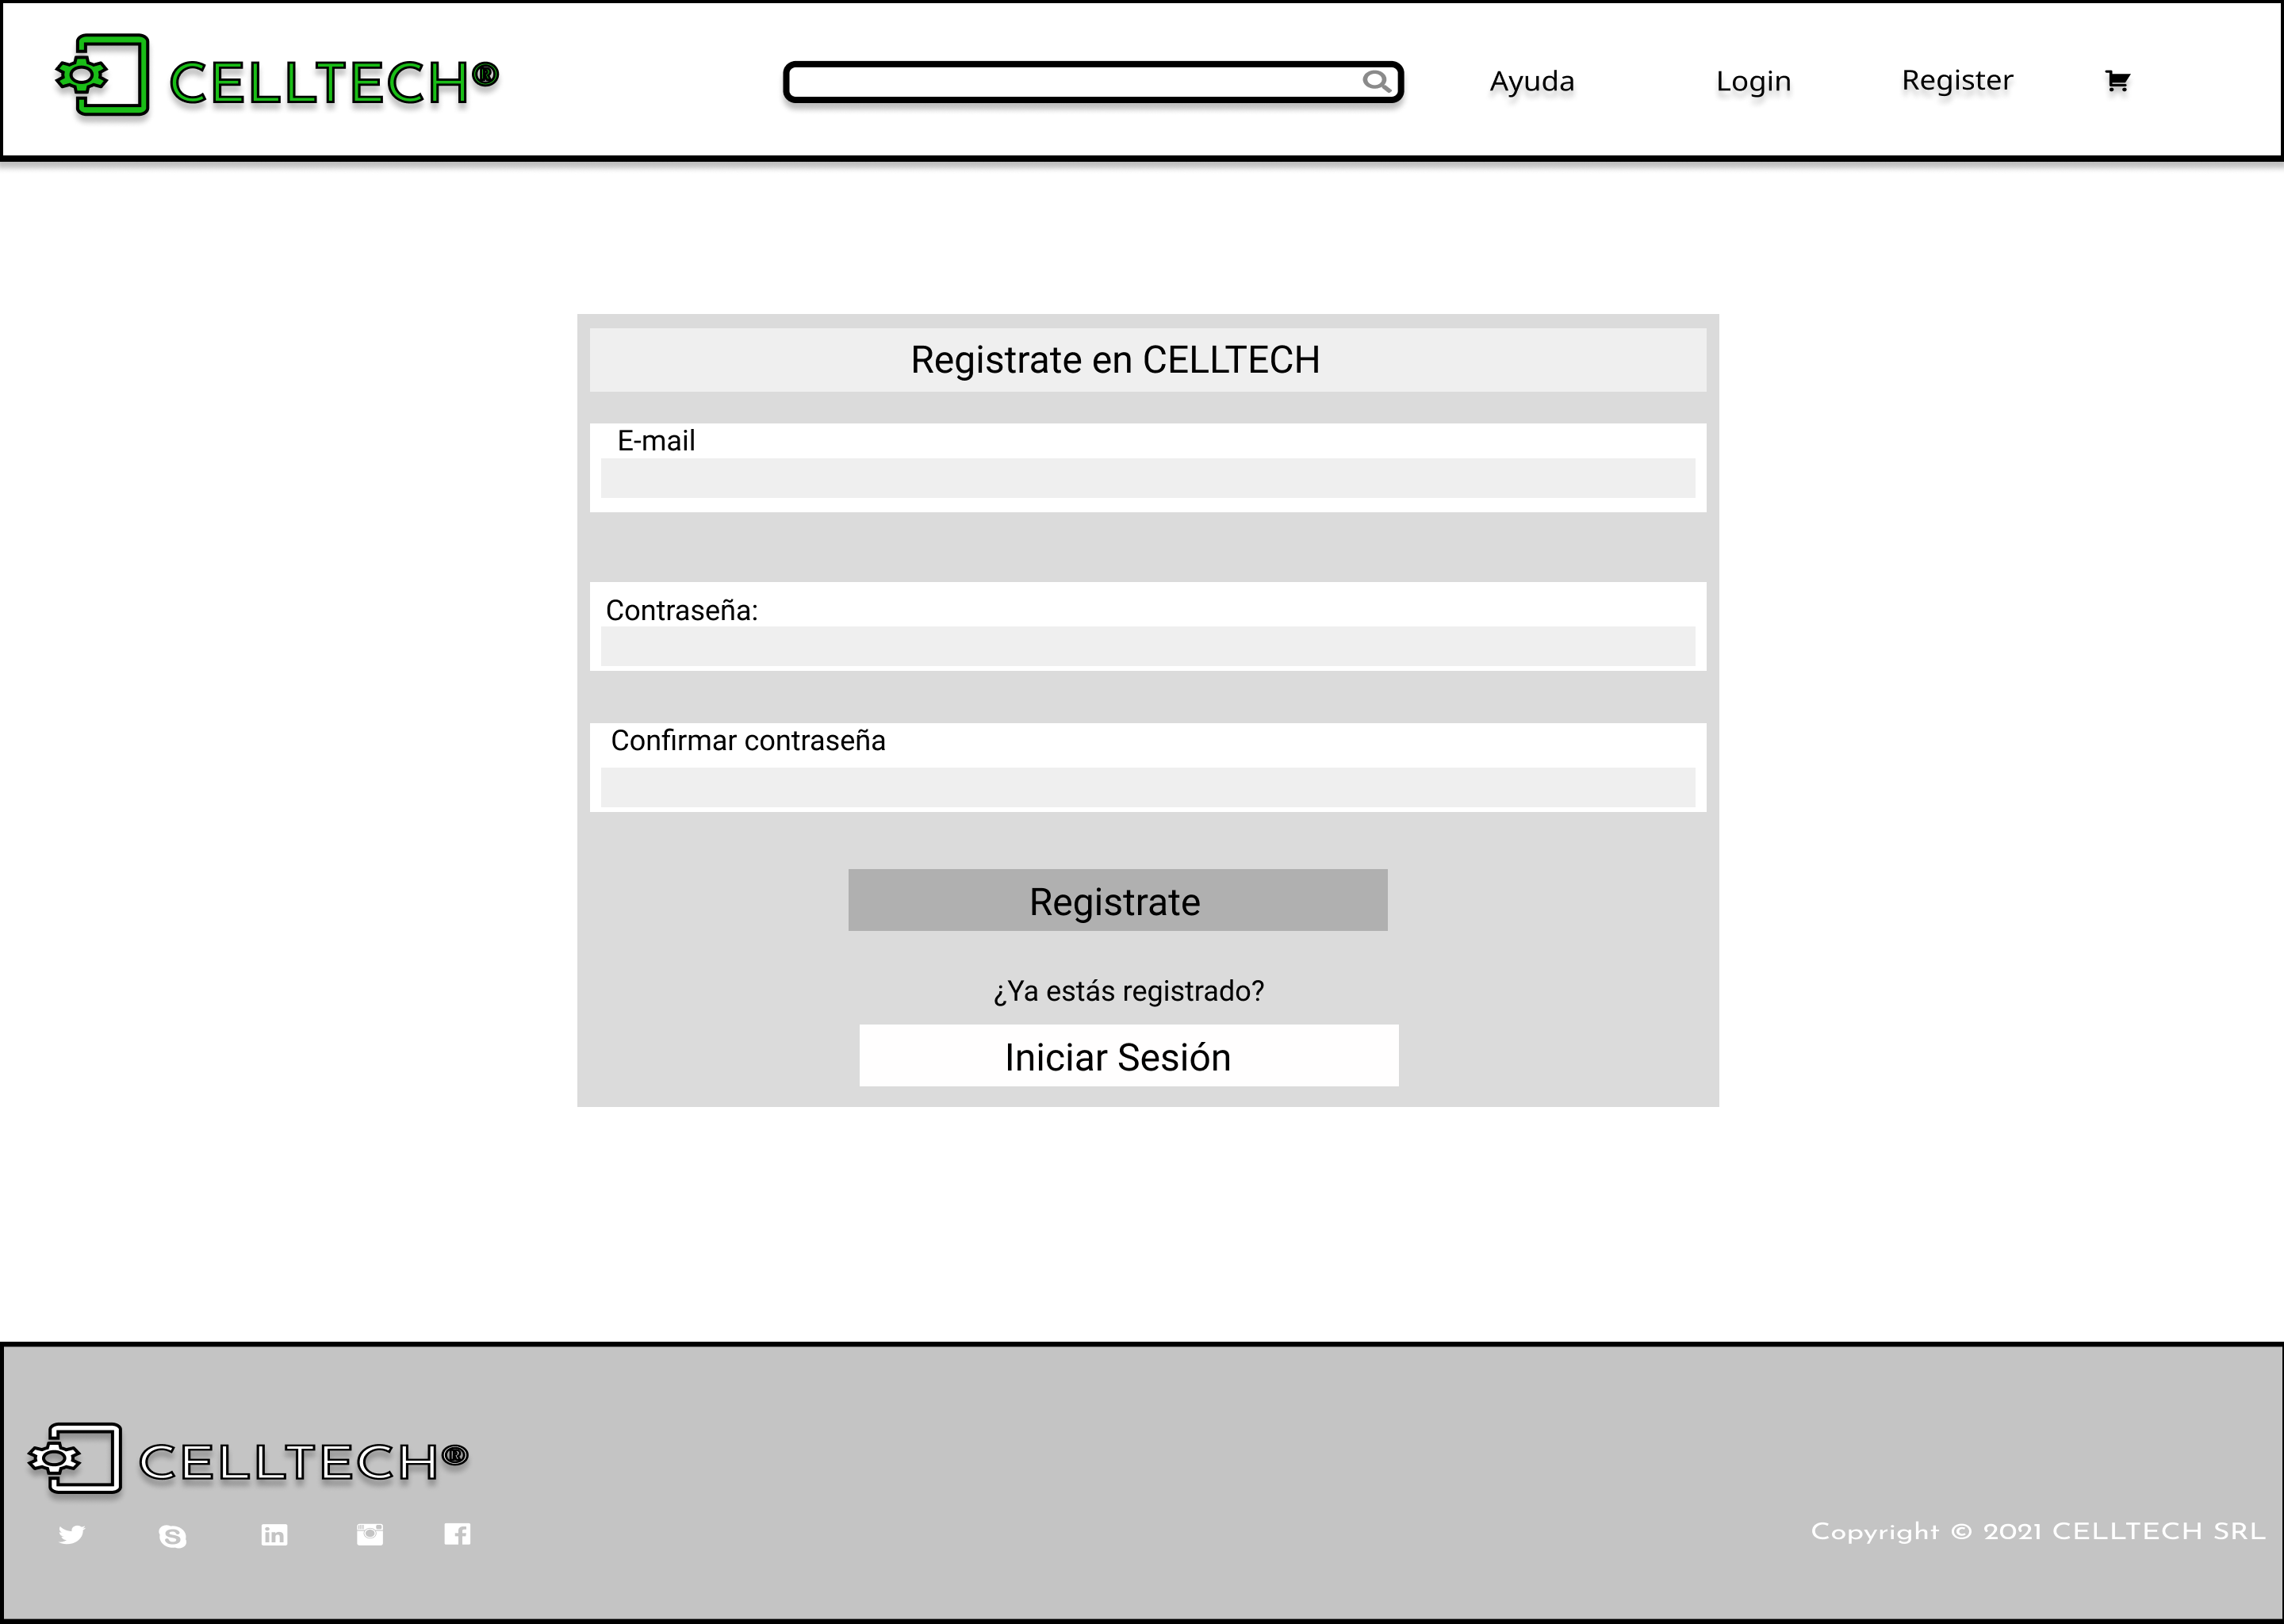 CELLTECH®
Ayuda
Login
Register
Registrate en CELLTECH
E-mail
Contraseña:
Confirmar contraseña
Registrate
¿Ya estás registrado?
Iniciar Sesión
CELLTECH®
Copyright © 2021 CELLTECH SRL